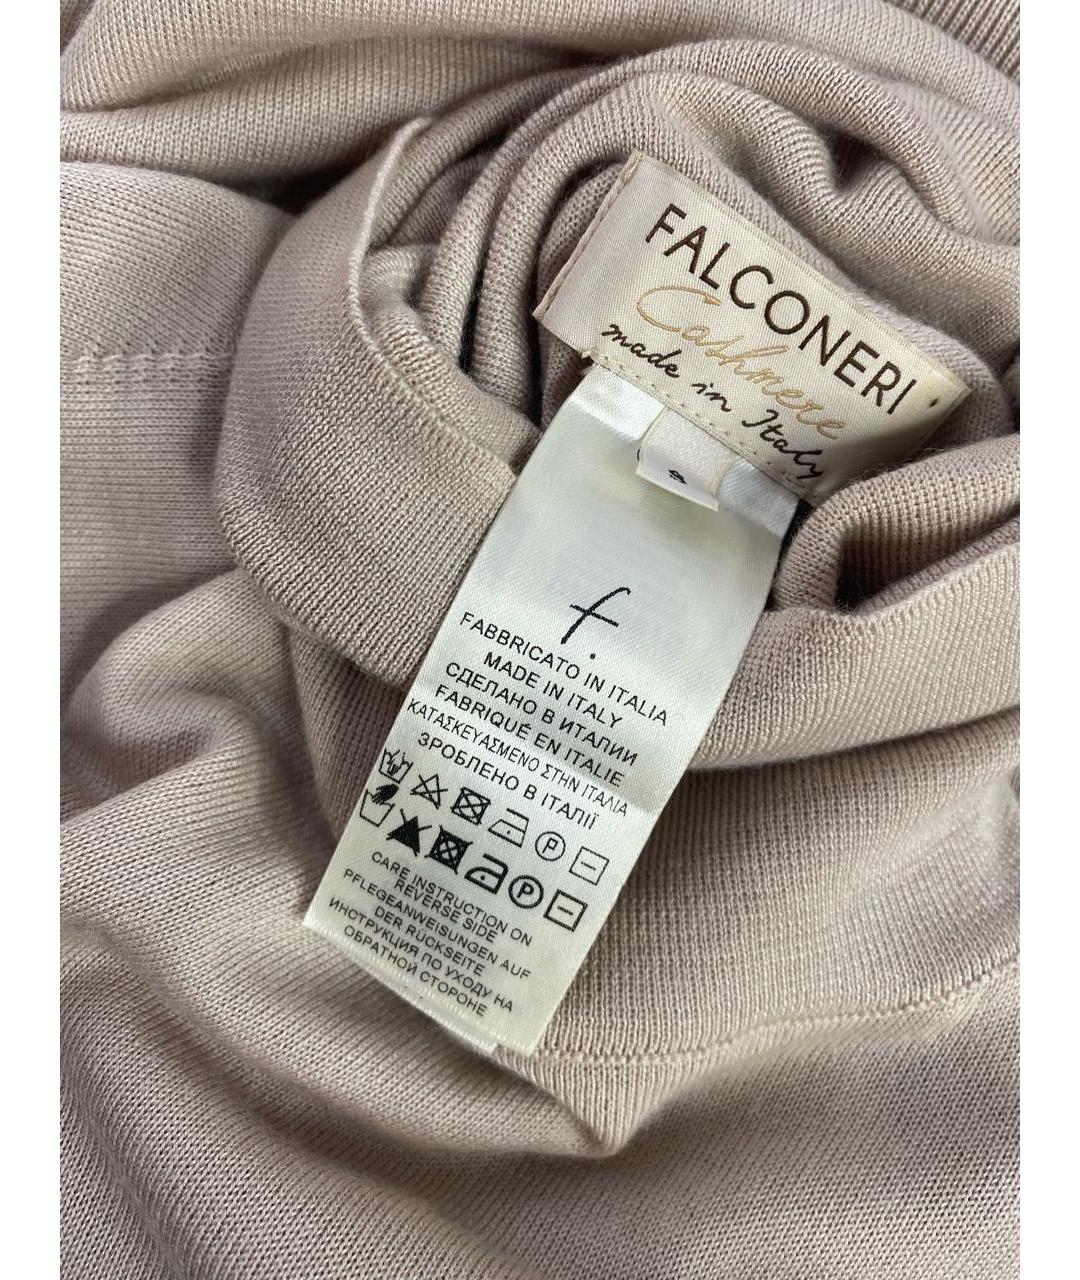 FALCONERI
Cashmere
made in Italy
f.
FABBRICATO IN ITALIA
MADE IN ITALY
СДЕЛАНО В ИТАЛИИ
FABRIQUÉ EN ITALIE
ΚΑΤΑΣΚΕΥΑΣΜΕΝΟ ΣΤΗΝ ΙΤΑΛΙΑ
ЗРОБЛЕНО В ІТАЛІЇ
P
P
CARE INSTRUCTION ON
REVERSE SIDE
PFLEGEANWEISUNGEN AUF
DER RÜCKSEITE
ИНСТРУКЦИЯ ПО УХОДУ НА
ОБРАТНОЙ СТОРОНЕ